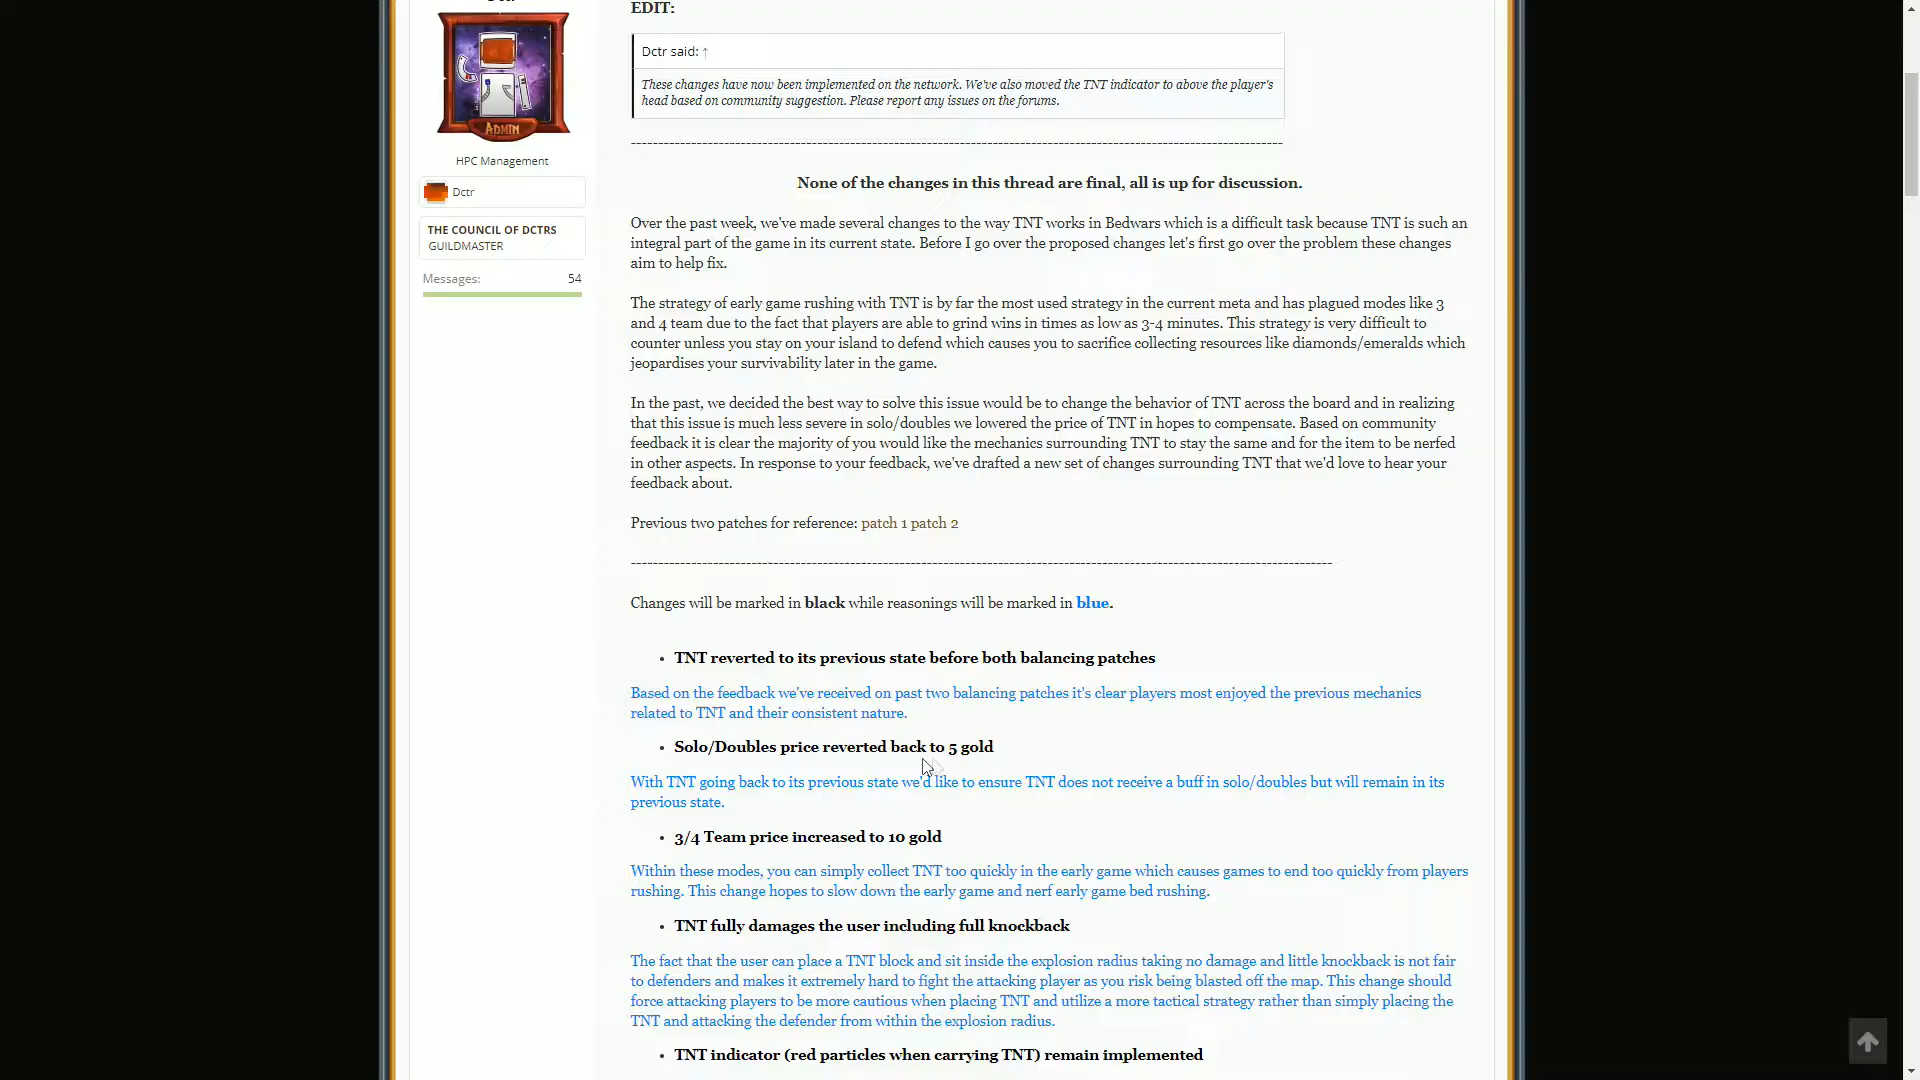 ADMIN
HPC Management
Dctr
THE COUNCIL OF DCTRS
GUILDMASTER
Messages: 54
EDIT:
Dctr said: ↑
These changes have now been implemented on the network. We've also moved the TNT indicator to above the player's
head based on community suggestion. Please report any issues on the forums.
None of the changes in this thread are final, all is up for discussion.
Over the past week, we've made several changes to the way TNT works in Bedwars which is a difficult task because TNT is such an
integral part of the game in its current state. Before I go over the proposed changes let's first go over the problem these changes
aim to help fix.
The strategy of early game rushing with TNT is by far the most used strategy in the current meta and has plagued modes like 3
and 4 team due to the fact that players are able to grind wins in times as low as 3-4 minutes. This strategy is very difficult to
counter unless you stay on your island to defend which causes you to sacrifice collecting resources like diamonds/emeralds which
jeopardises your survivability later in the game.
In the past, we decided the best way to solve this issue would be to change the behavior of TNT across the board and in realizing
that this issue is much less severe in solo/doubles we lowered the price of TNT in hopes to compensate. Based on community
feedback it is clear the majority of you would like the mechanics surrounding TNT to stay the same and for the item to be nerfed
in other aspects. In response to your feedback, we've drafted a new set of changes surrounding TNT that we'd love to hear your
feedback about.
Previous two patches for reference: patch 1 patch 2
Changes will be marked in black while reasonings will be marked in blue.
• TNT reverted to its previous state before both balancing patches
Based on the feedback we've received on past two balancing patches it's clear players most enjoyed the previous mechanics
related to TNT and their consistent nature.
• Solo/Doubles price reverted back to 5 gold
With TNT going back to its previous state we'd like to ensure TNT does not receive a buff in solo/doubles but will remain in its
previous state.
• 3/4 Team price increased to 10 gold
Within these modes, you can simply collect TNT too quickly in the early game which causes games to end too quickly from players
rushing. This change hopes to slow down the early game and nerf early game bed rushing.
• TNT fully damages the user including full knockback
The fact that the user can place a TNT block and sit inside the explosion radius taking no damage and little knockback is not fair
to defenders and makes it extremely hard to fight the attacking player as you risk being blasted off the map. This change should
force attacking players to be more cautious when placing TNT and utilize a more tactical strategy rather than simply placing the
TNT and attacking the defender from within the explosion radius.
• TNT indicator (red particles when carrying TNT) remain implemented